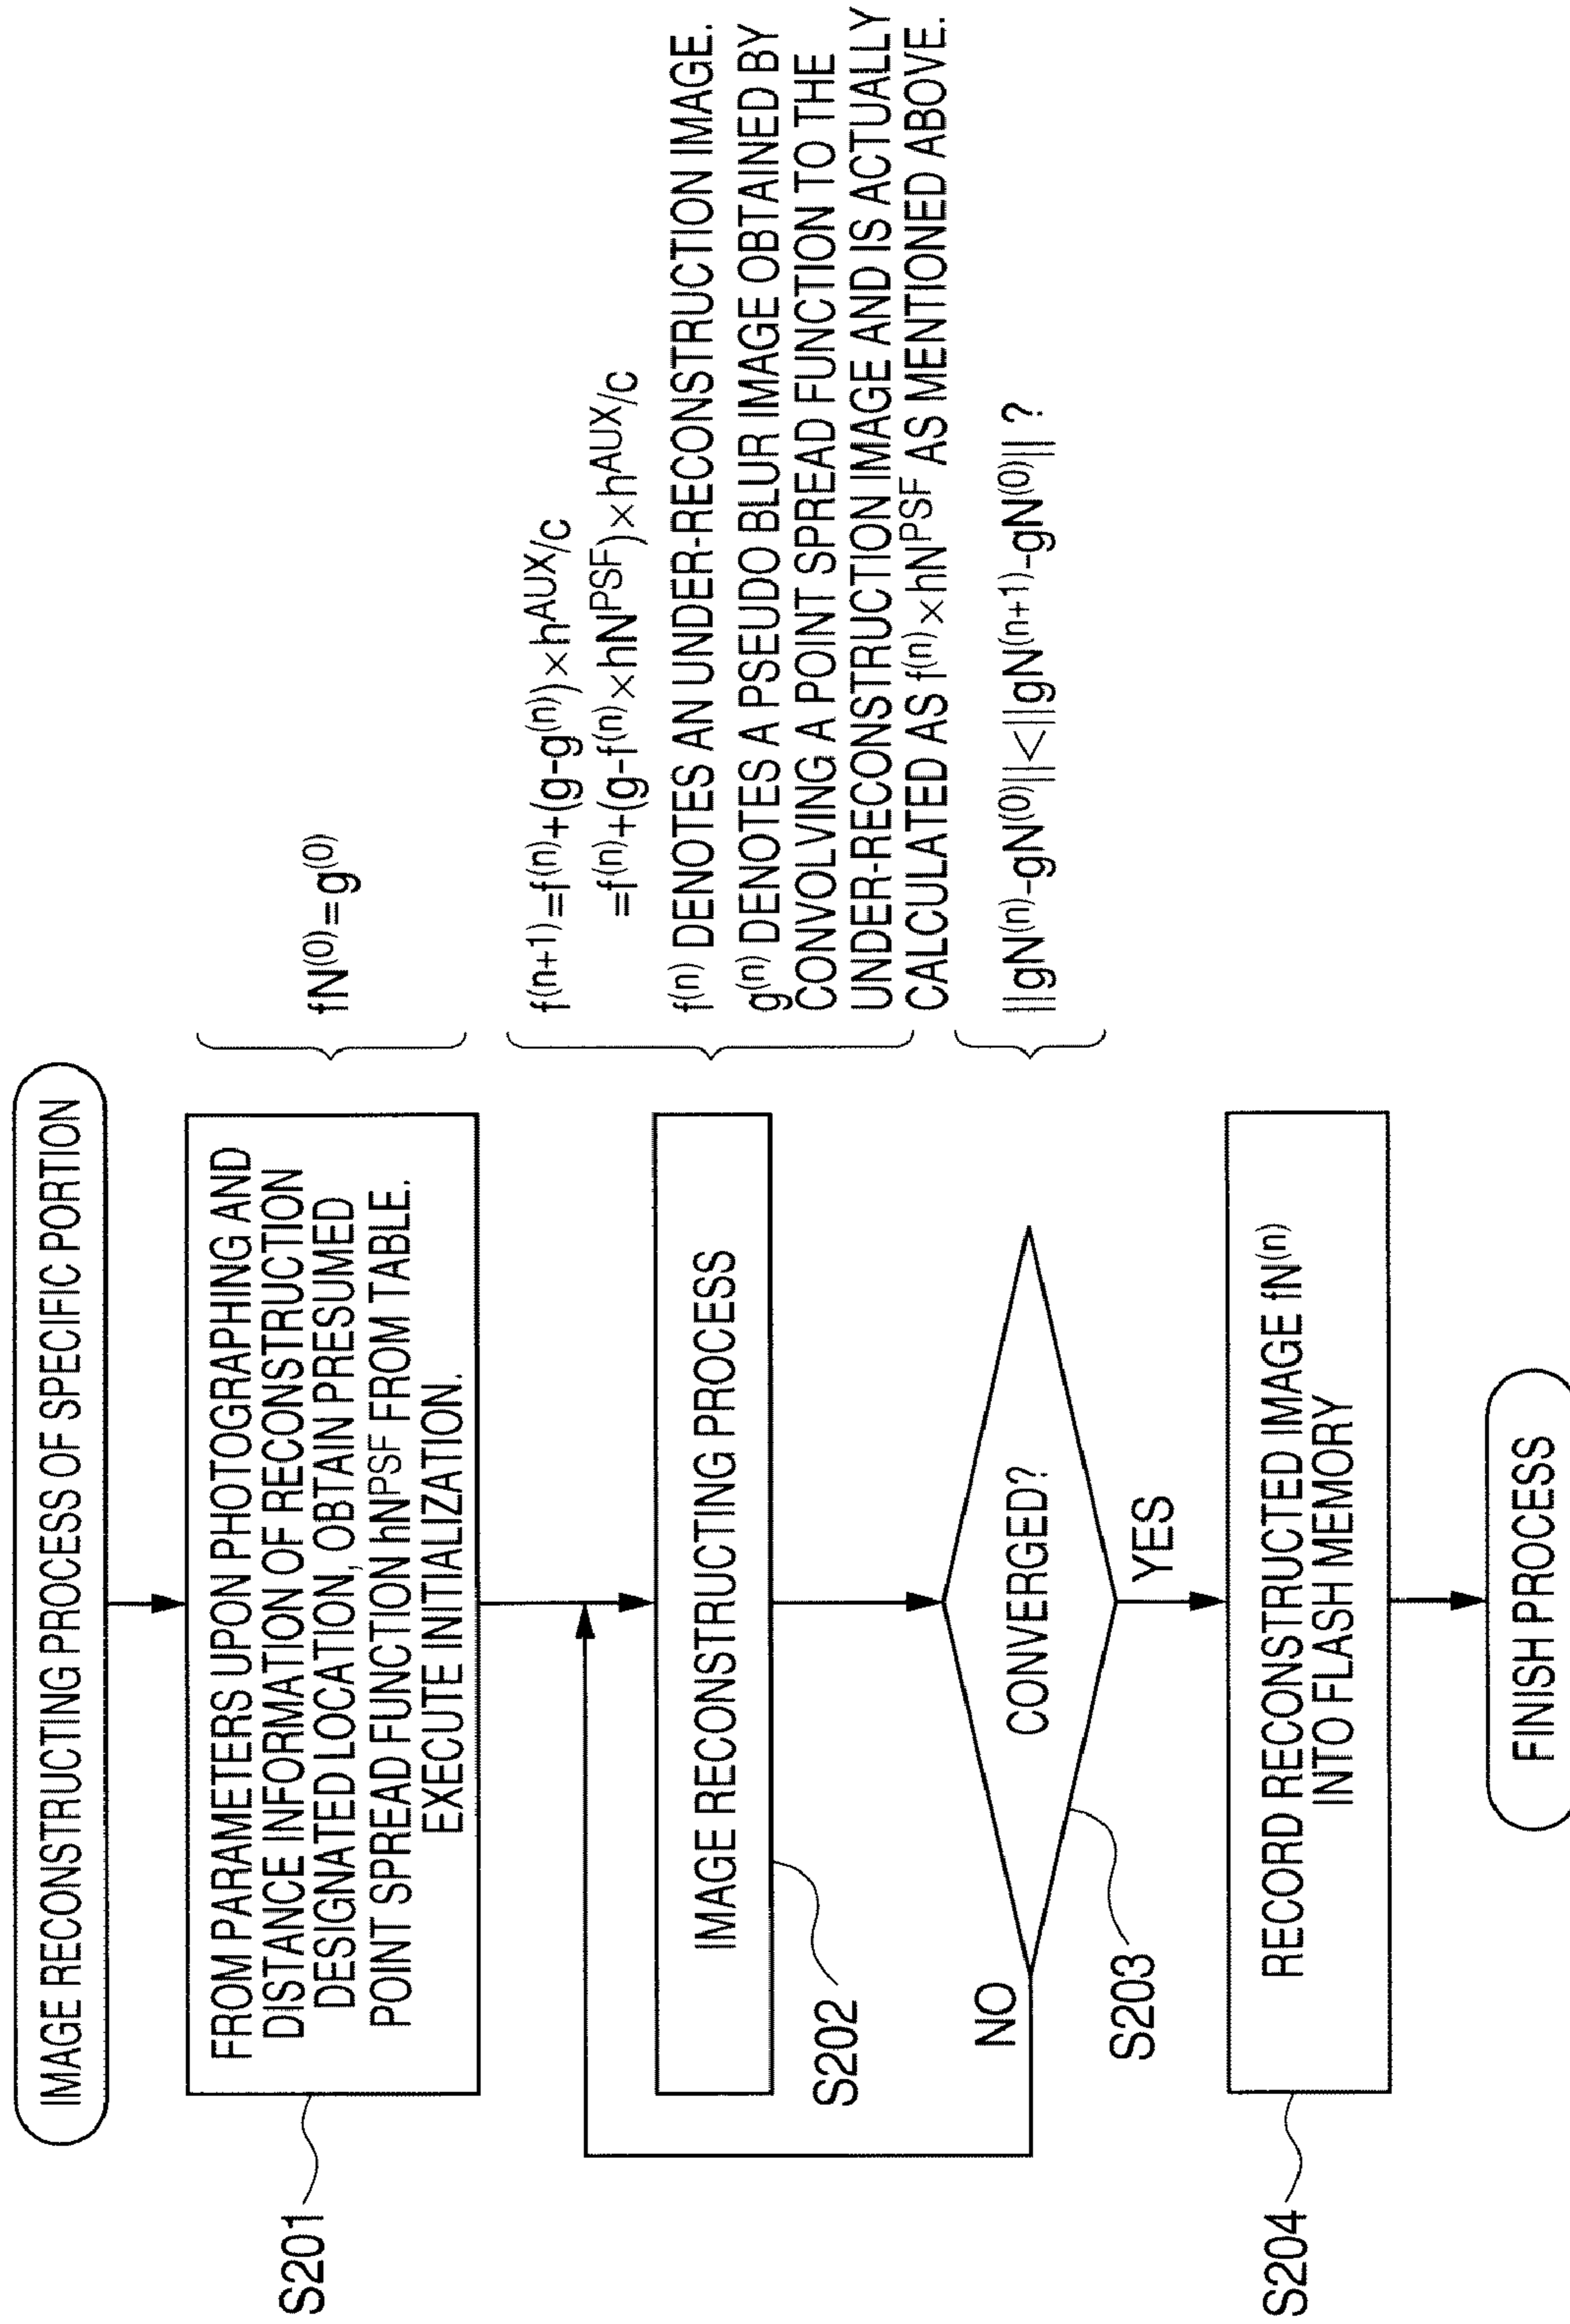 IMAGE RECONSTRUCTING PROCESS OF SPECIFIC PORTION
S201
FROM PARAMETERS UPON PHOTOGRAPHING AND
DISTANCE INFORMATION OF RECONSTRUCTION
DESIGNATED LOCATION, OBTAIN PRESUMED
POINT SPREAD FUNCTION hN^PSF FROM TABLE.
EXECUTE INITIALIZATION.
fN^(0)=g^(0)
IMAGE RECONSTRUCTING PROCESS
S202
f^(n+1)=f^(n)+(g-g^(n))×h^AUX/c
=f^(n)+(g-f^(n)×hN^PSF)×h^AUX/c
f^(n) DENOTES AN UNDER-RECONSTRUCTION IMAGE.
g^(n) DENOTES A PSEUDO BLUR IMAGE OBTAINED BY
CONVOLVING A POINT SPREAD FUNCTION TO THE
UNDER-RECONSTRUCTION IMAGE AND IS ACTUALLY
CALCULATED AS f^(n)×hN^PSF AS MENTIONED ABOVE.
NO
CONVERGED?
YES
S203
||gN^(n)-gN^(0)||<||gN^(n+1)-gN^(0)|| ?
S204
RECORD RECONSTRUCTED IMAGE fN^(n)
INTO FLASH MEMORY
FINISH PROCESS